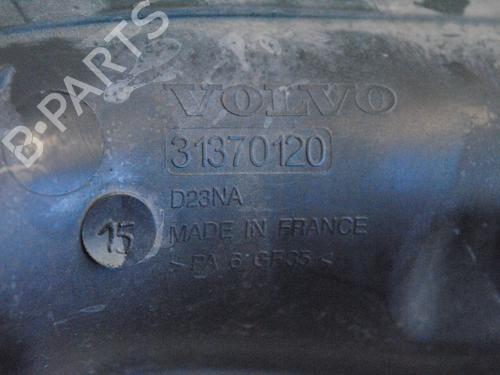 B-PARTS
VOLVO
31370120
D23NA
15
MADE IN FRANCE
>PA 6 GF35<